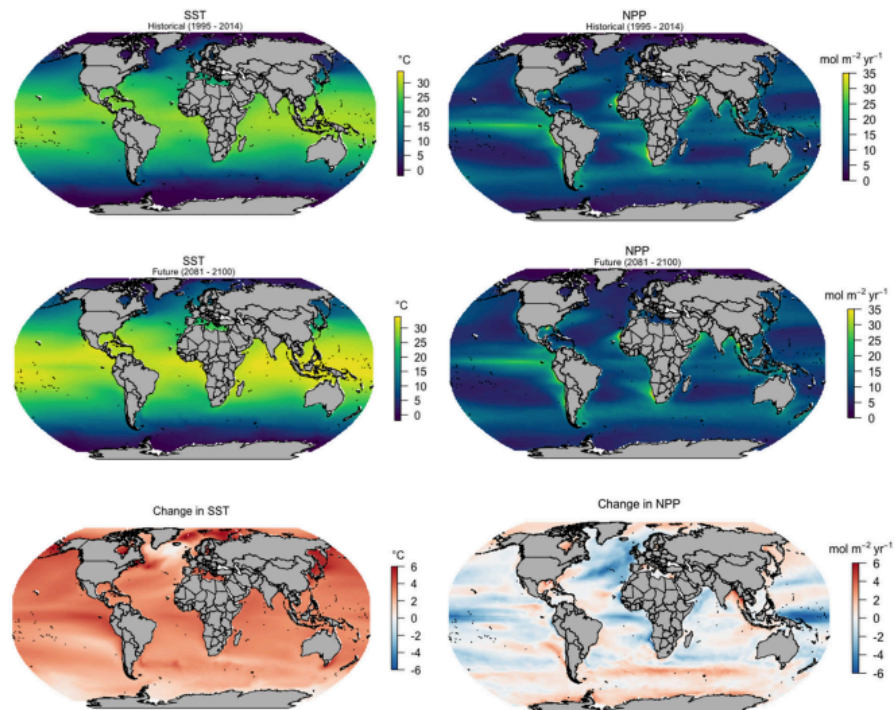 SST
Historical (1995 - 2014)
°C
30
25
20
15
10
5
0
NPP
Historical (1995 - 2014)
mol m⁻² yr⁻¹
35
30
25
20
15
10
5
0
SST
Future (2081 - 2100)
°C
30
25
20
15
10
5
0
NPP
Future (2081 - 2100)
mol m⁻² yr⁻¹
35
30
25
20
15
10
5
0
Change in SST
°C
6
4
2
0
-2
-4
-6
Change in NPP
mol m⁻² yr⁻¹
6
4
2
0
-2
-4
-6